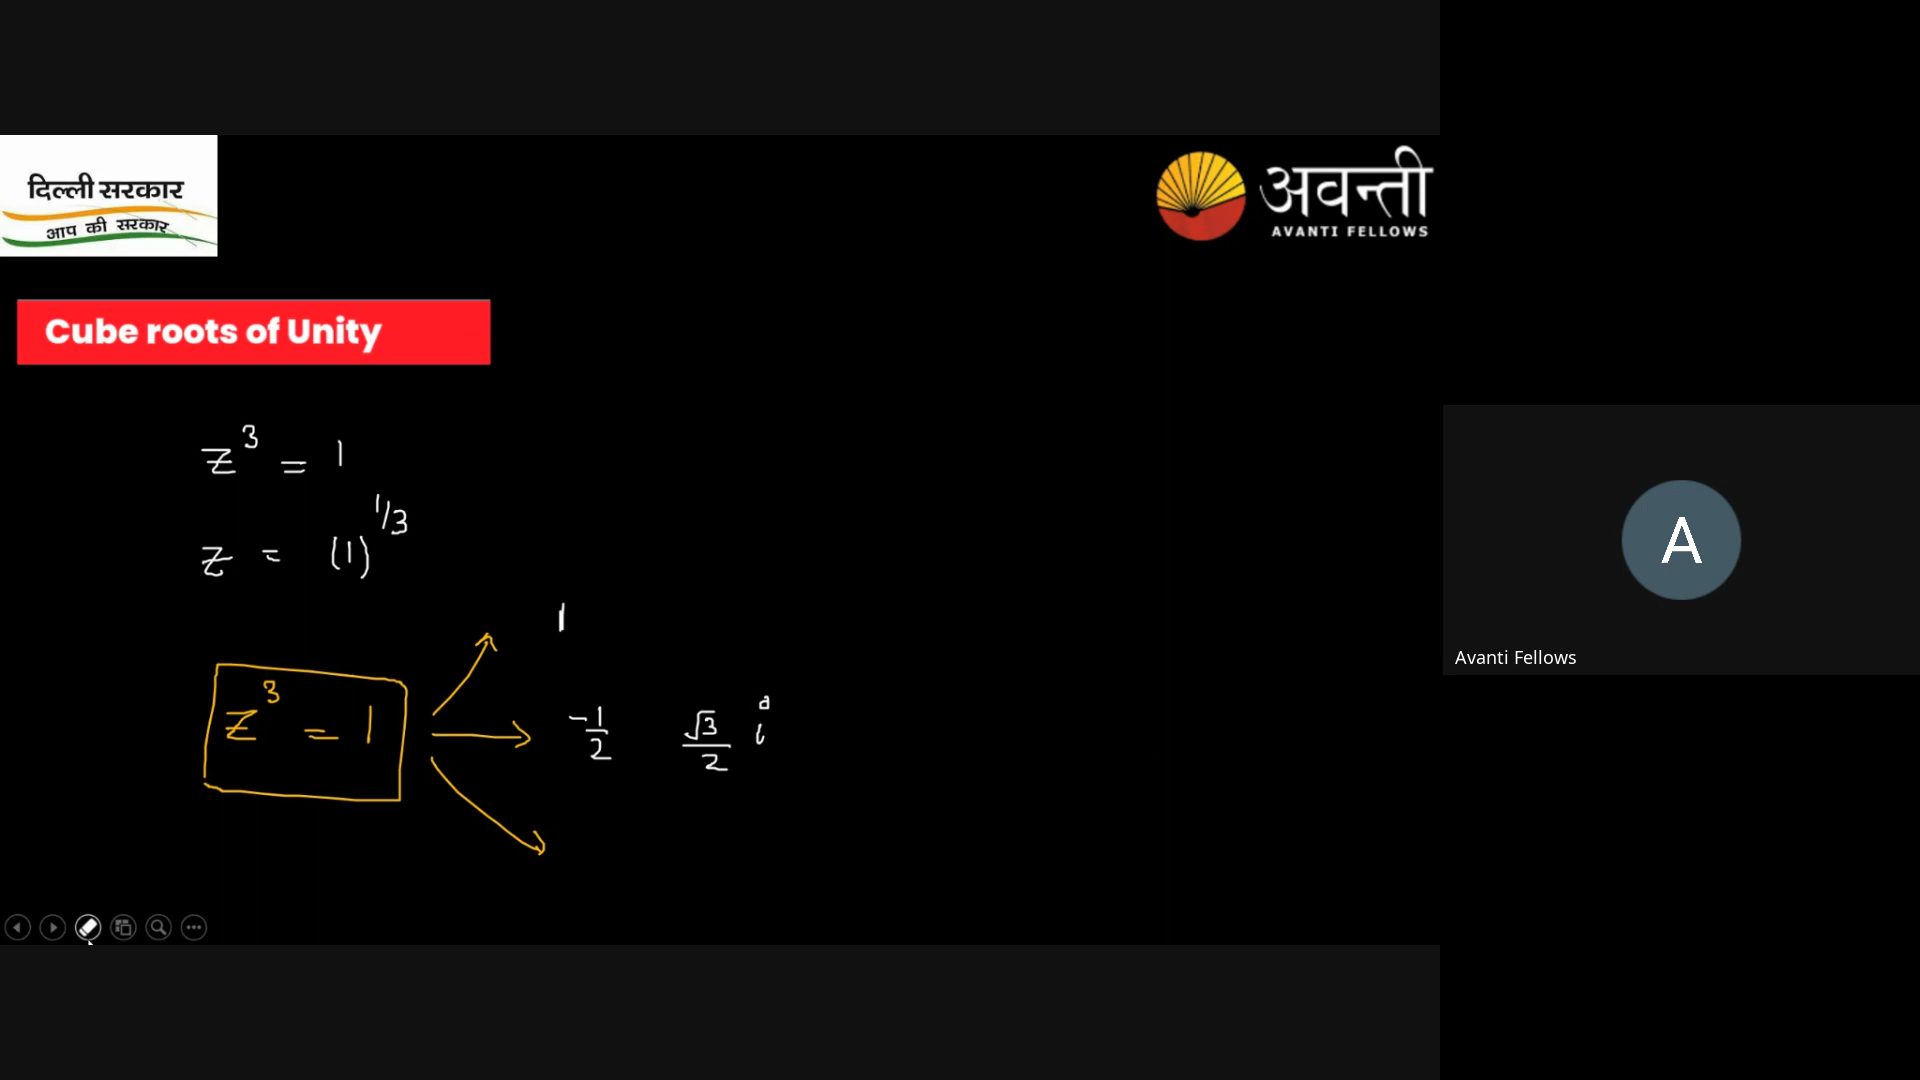 दिल्ली सरकार
आप की सरकार
अवन्ती
AVANTI FELLOWS
Cube roots of Unity
z³ = 1
z = (1)^1/3
1
z³ = 1
-1/2 √3/2 i
A
Avanti Fellows